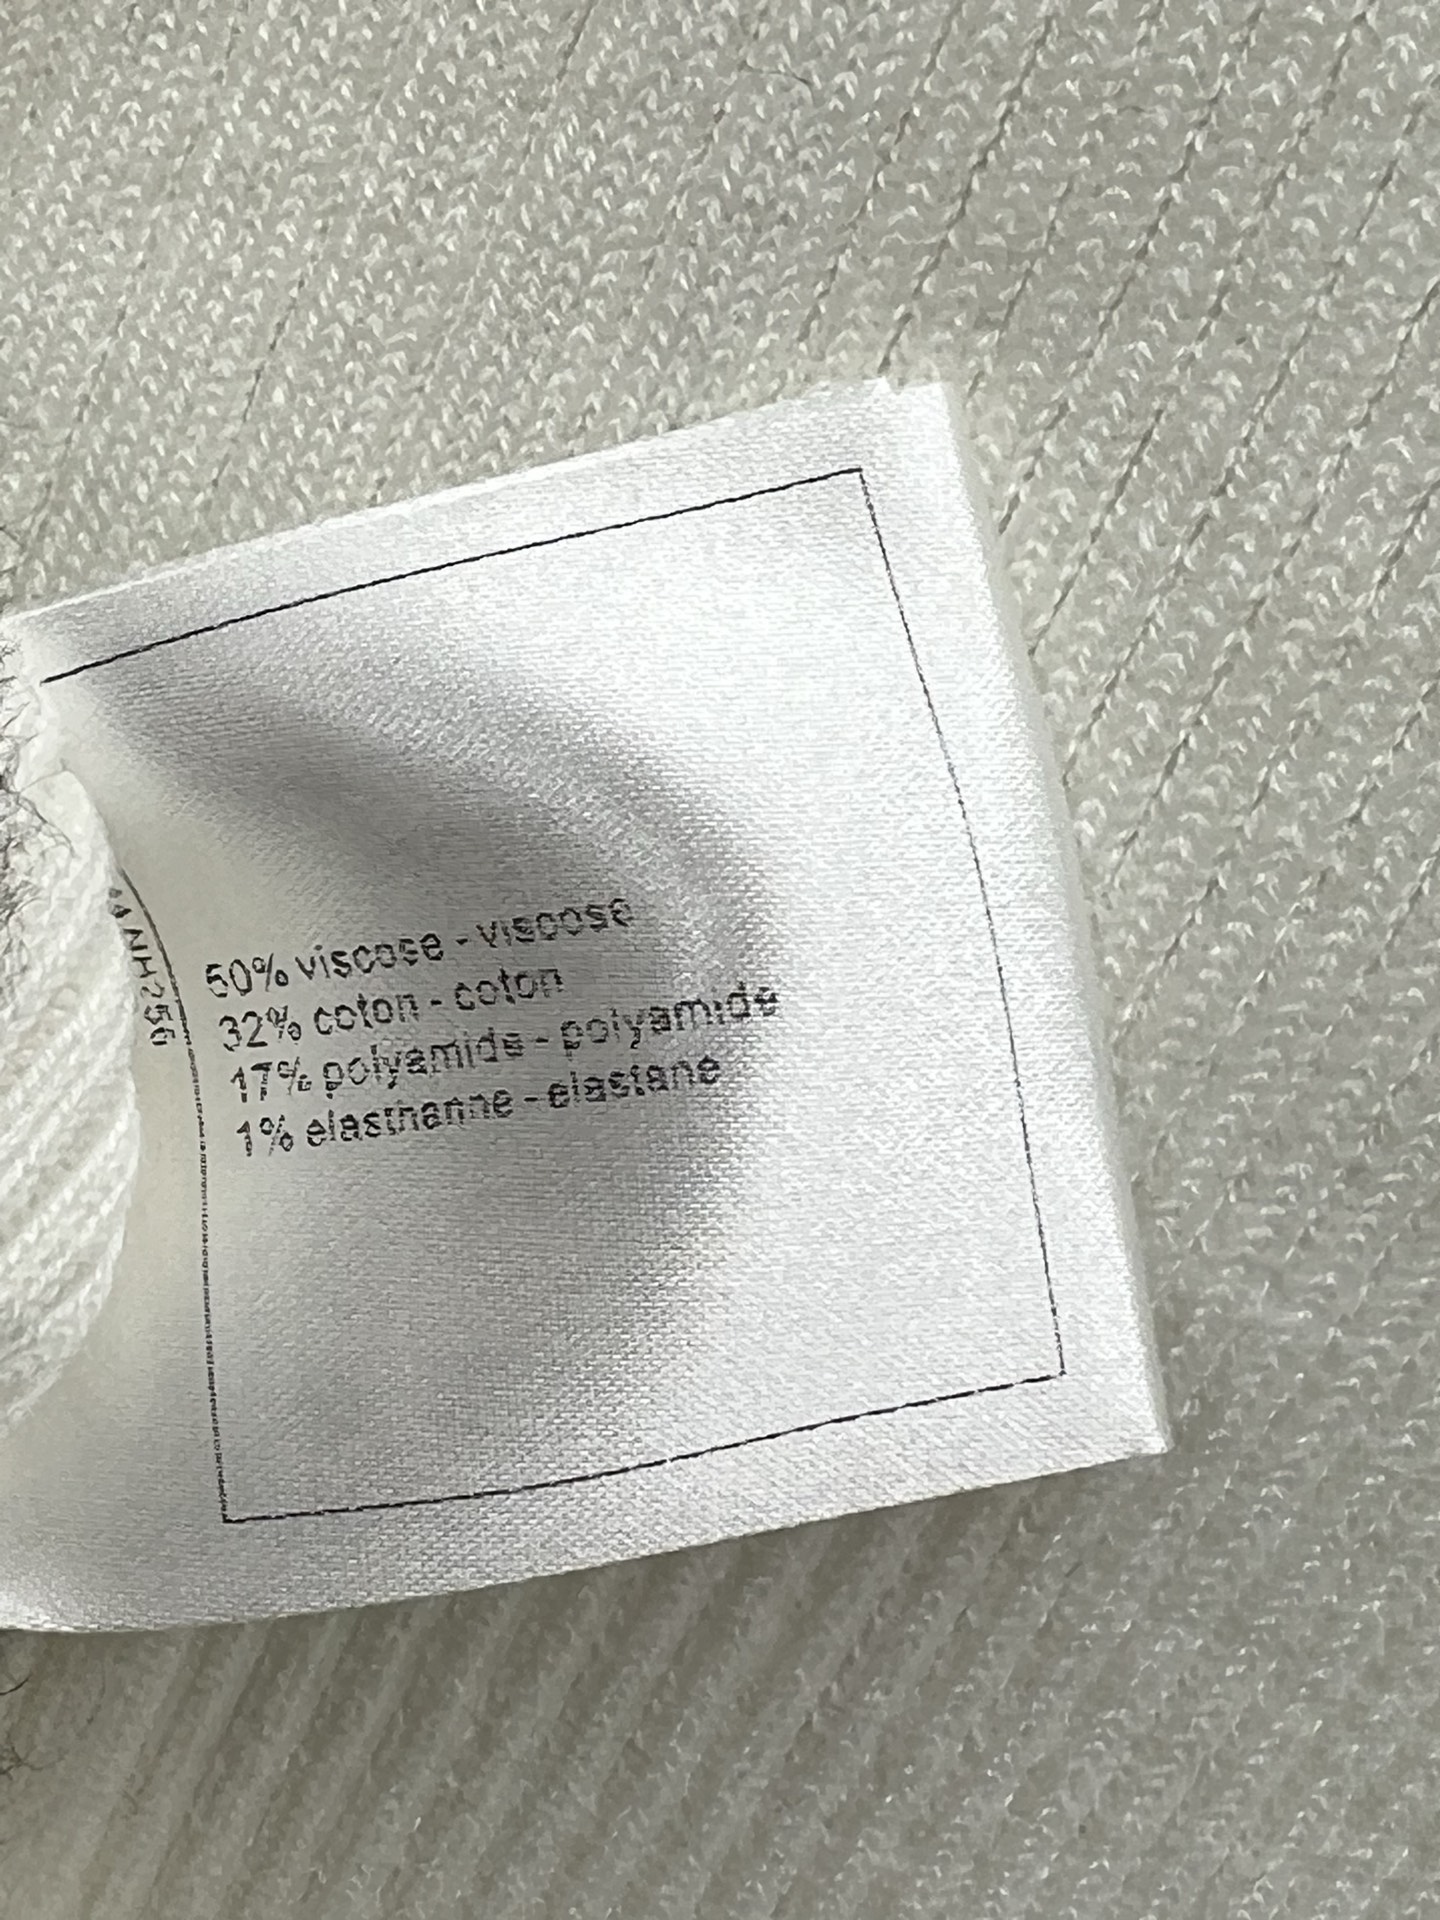 50% viscose - viscose
32% coton - coton
17% polyamide - polyamide
1% elasthanne - elastane